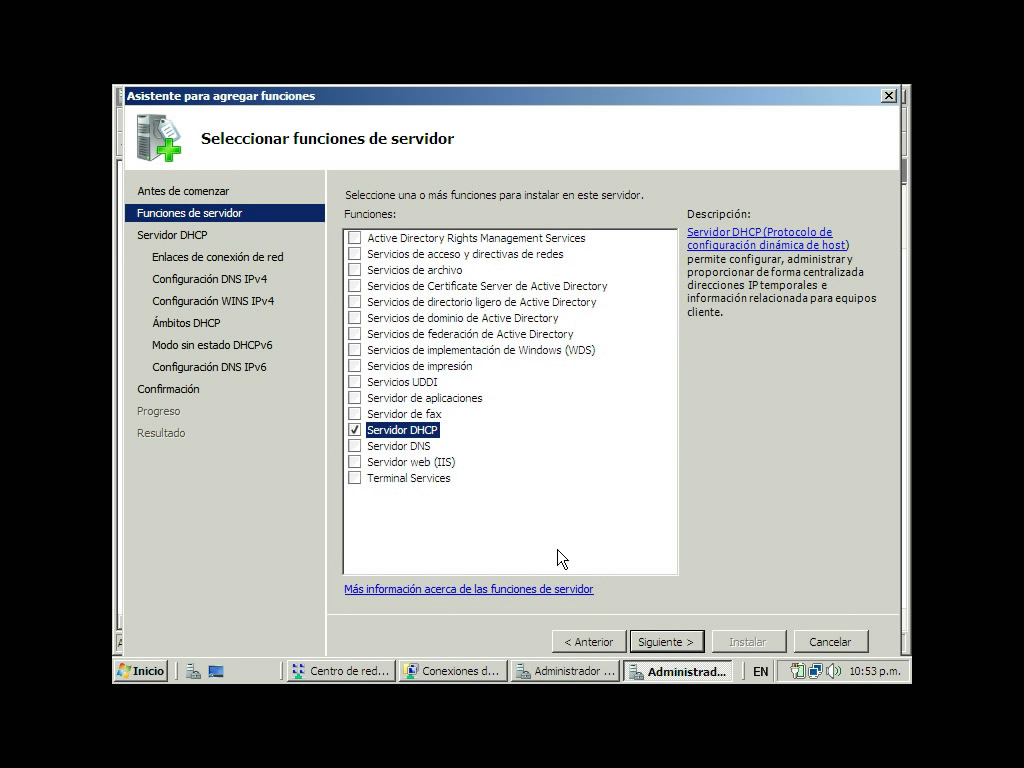 Asistente para agregar funciones
Seleccionar funciones de servidor
Antes de comenzar
Funciones de servidor
Servidor DHCP
Enlaces de conexión de red
Configuración DNS IPv4
Configuración WINS IPv4
Ámbitos DHCP
Modo sin estado DHCPv6
Configuración DNS IPv6
Confirmación
Progreso
Resultado
Seleccione una o más funciones para instalar en este servidor.
Funciones:
Active Directory Rights Management Services
Servicios de acceso y directivas de redes
Servicios de archivo
Servicios de Certificate Server de Active Directory
Servicios de directorio ligero de Active Directory
Servicios de dominio de Active Directory
Servicios de federación de Active Directory
Servicios de implementación de Windows (WDS)
Servicios de impresión
Servicios UDDI
Servidor de aplicaciones
Servidor de fax
Servidor DHCP
Servidor DNS
Servidor web (IIS)
Terminal Services
Más información acerca de las funciones de servidor
Descripción:
Servidor DHCP (Protocolo de
configuración dinámica de host)
permite configurar, administrar y
proporcionar de forma centralizada
direcciones IP temporales e
información relacionada para equipos
cliente.
< Anterior
Siguiente >
Instalar
Cancelar
Inicio
Centro de red...
Conexiones d...
Administrador ...
Administrad...
EN
10:53 p.m.